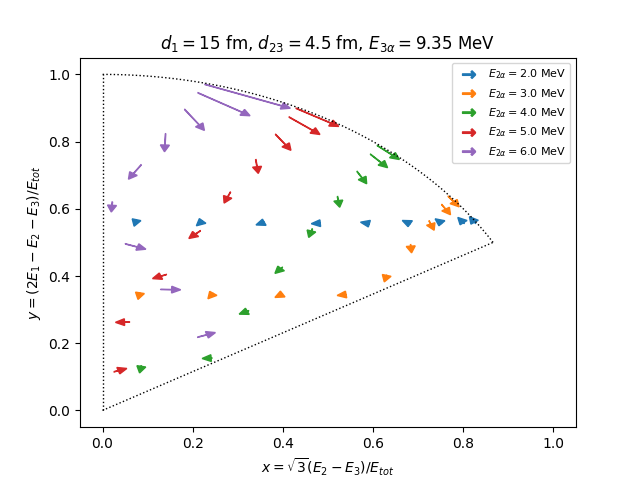 d₁ = 15 fm, d₂₃ = 4.5 fm, E₃α = 9.35 MeV
E₂α = 2.0 MeV
E₂α = 3.0 MeV
E₂α = 4.0 MeV
E₂α = 5.0 MeV
E₂α = 6.0 MeV
y = (2E₁ − E₂ − E₃)/Eₜₒₜ
1.0
0.8
0.6
0.4
0.2
0.0
0.0 0.2 0.4 0.6 0.8 1.0
x = √3(E₂ − E₃)/Eₜₒₜ